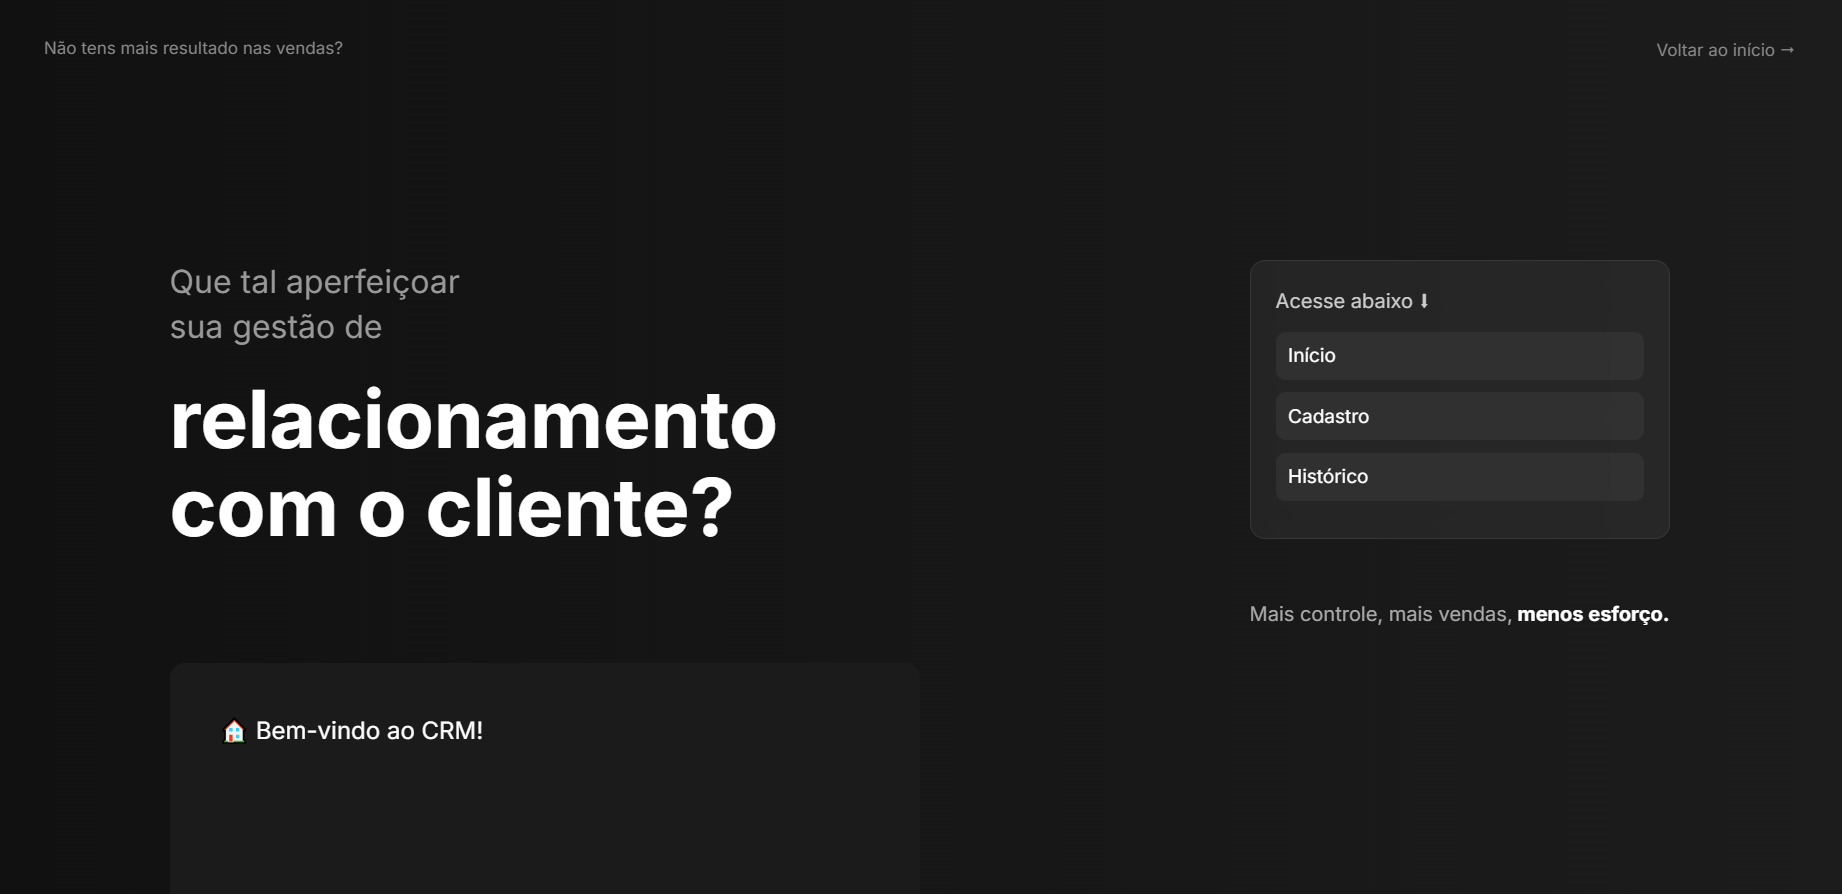 Não tens mais resultado nas vendas?
Voltar ao início →
Que tal aperfeiçoar
sua gestão de
relacionamento
com o cliente?
Acesse abaixo ⬇
Início
Cadastro
Histórico
Mais controle, mais vendas, menos esforço.
🏠 Bem-vindo ao CRM!